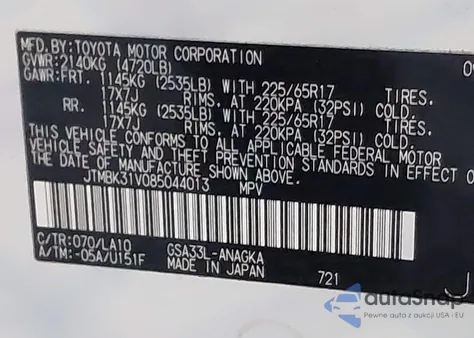 MFD.BY:TOYOTA MOTOR CORPORATION 09
GVWR:2140KG (4720LB)
GAWR:FRT. 1145KG (2535LB) WITH 225/65R17 TIRES.
17X7J RIMS. AT 220KPA (32PSI) COLD.
RR. 1145KG (2535LB) WITH 225/65R17 TIRES.
17X7J RIMS. AT 220KPA (32PSI) COLD.
THIS VEHICLE CONFORMS TO ALL APPLICABLE FEDERAL MOTOR
VEHICLE SAFETY AND BUMPER STANDARDS IN EFFECT
DATE OF MANUFACTURE SHOWN ABOVE.
JTMBK31V085044013 MPV
C/TR:070/LA10 GSA33L-ANAGKA
A/TM:-05A/U151F MADE IN JAPAN 721
J
autoSnap
Pewne auta z aukcji USA i EU